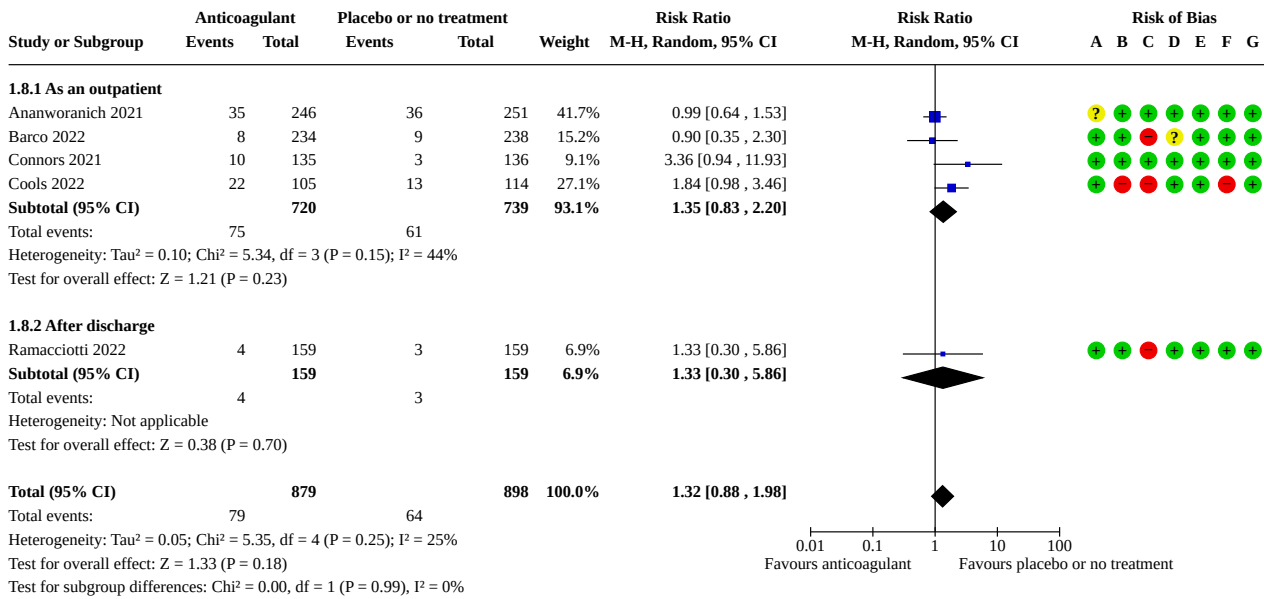 Anticoagulant Placebo or no treatment Risk Ratio Risk Ratio Risk of Bias
Study or Subgroup Events Total Events Total Weight M-H, Random, 95% CI M-H, Random, 95% CI A B C D E F G
1.8.1 As an outpatient
Ananworanich 2021 35 246 36 251 41.7% 0.99 [0.64 , 1.53] ? + + + + + +
Barco 2022 8 234 9 238 15.2% 0.90 [0.35 , 2.30] + + − ? + + +
Connors 2021 10 135 3 136 9.1% 3.36 [0.94 , 11.93] + + + + + + +
Cools 2022 22 105 13 114 27.1% 1.84 [0.98 , 3.46] + − − + + − +
Subtotal (95% CI) 720 739 93.1% 1.35 [0.83 , 2.20]
Total events: 75 61
Heterogeneity: Tau² = 0.10; Chi² = 5.34, df = 3 (P = 0.15); I² = 44%
Test for overall effect: Z = 1.21 (P = 0.23)
1.8.2 After discharge
Ramacciotti 2022 4 159 3 159 6.9% 1.33 [0.30 , 5.86] + + − + + + +
Subtotal (95% CI) 159 159 6.9% 1.33 [0.30 , 5.86]
Total events: 4 3
Heterogeneity: Not applicable
Test for overall effect: Z = 0.38 (P = 0.70)
Total (95% CI) 879 898 100.0% 1.32 [0.88 , 1.98]
Total events: 79 64
Heterogeneity: Tau² = 0.05; Chi² = 5.35, df = 4 (P = 0.25); I² = 25%
Test for overall effect: Z = 1.33 (P = 0.18)
Test for subgroup differences: Chi² = 0.00, df = 1 (P = 0.99), I² = 0%
0.01 0.1 1 10 100
Favours anticoagulant Favours placebo or no treatment